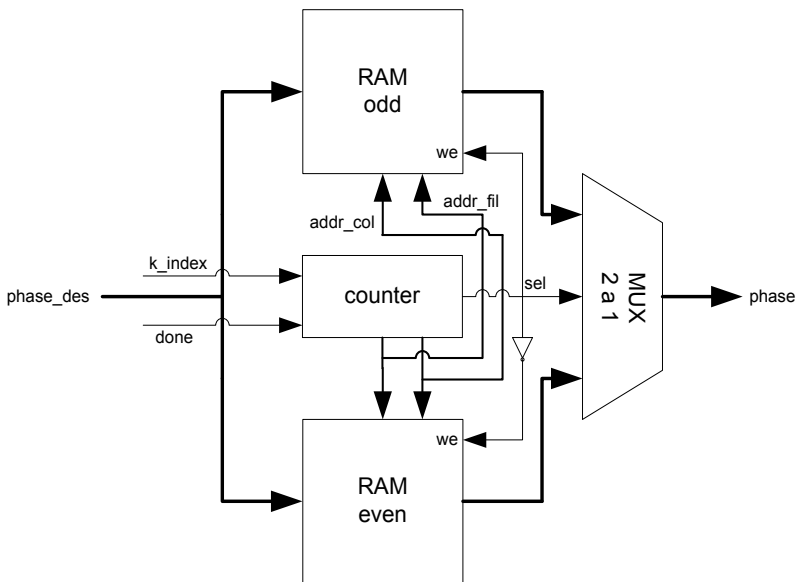 RAM
odd
we
addr_fil
addr_col
k_index
phase_des
counter
sel
MUX
2 a 1
phase
done
we
RAM
even